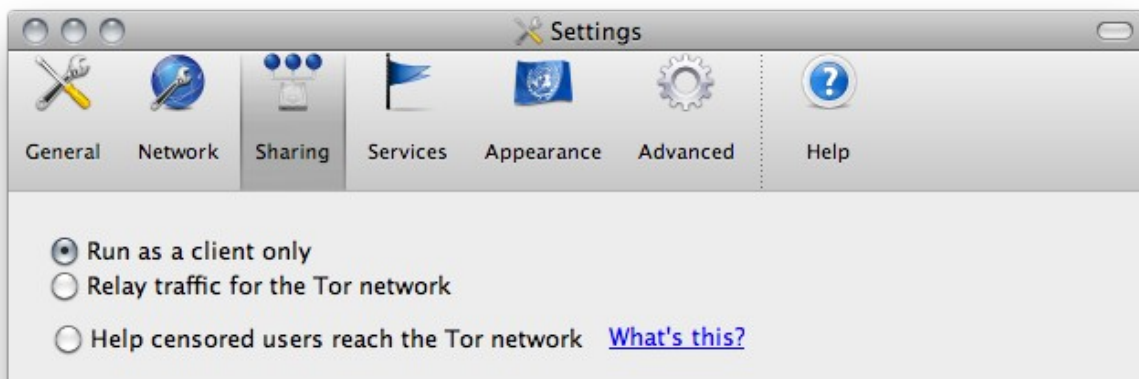 Settings
General Network Sharing Services Appearance Advanced Help
Run as a client only
Relay traffic for the Tor network
Help censored users reach the Tor network What's this?